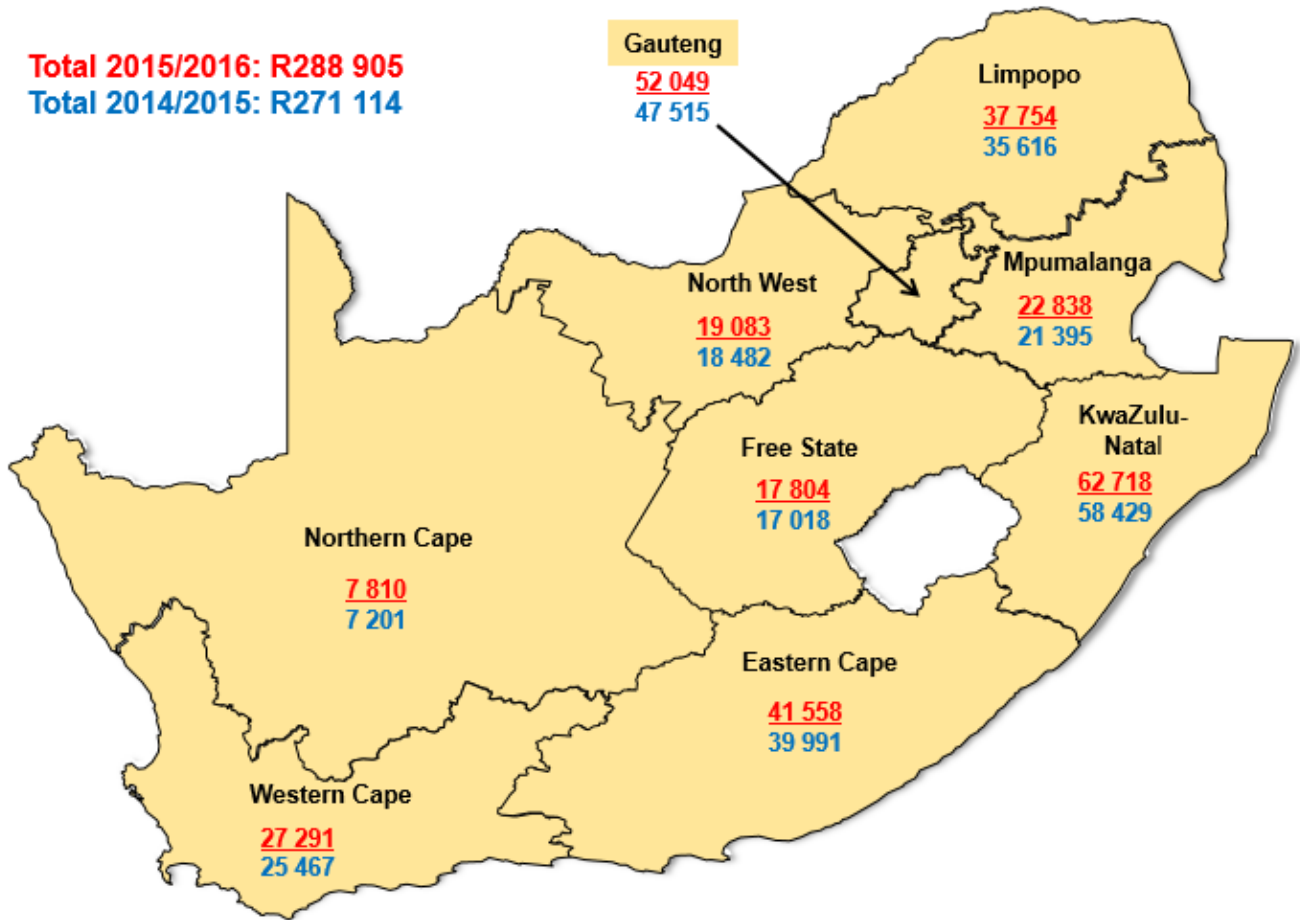 Total 2015/2016: R288 905
Total 2014/2015: R271 114
Gauteng
52 049
47 515
Limpopo
37 754
35 616
North West
19 083
18 482
Mpumalanga
22 838
21 395
KwaZulu-
Natal
62 718
58 429
Free State
17 804
17 018
Northern Cape
7 810
7 201
Eastern Cape
41 558
39 991
Western Cape
27 291
25 467